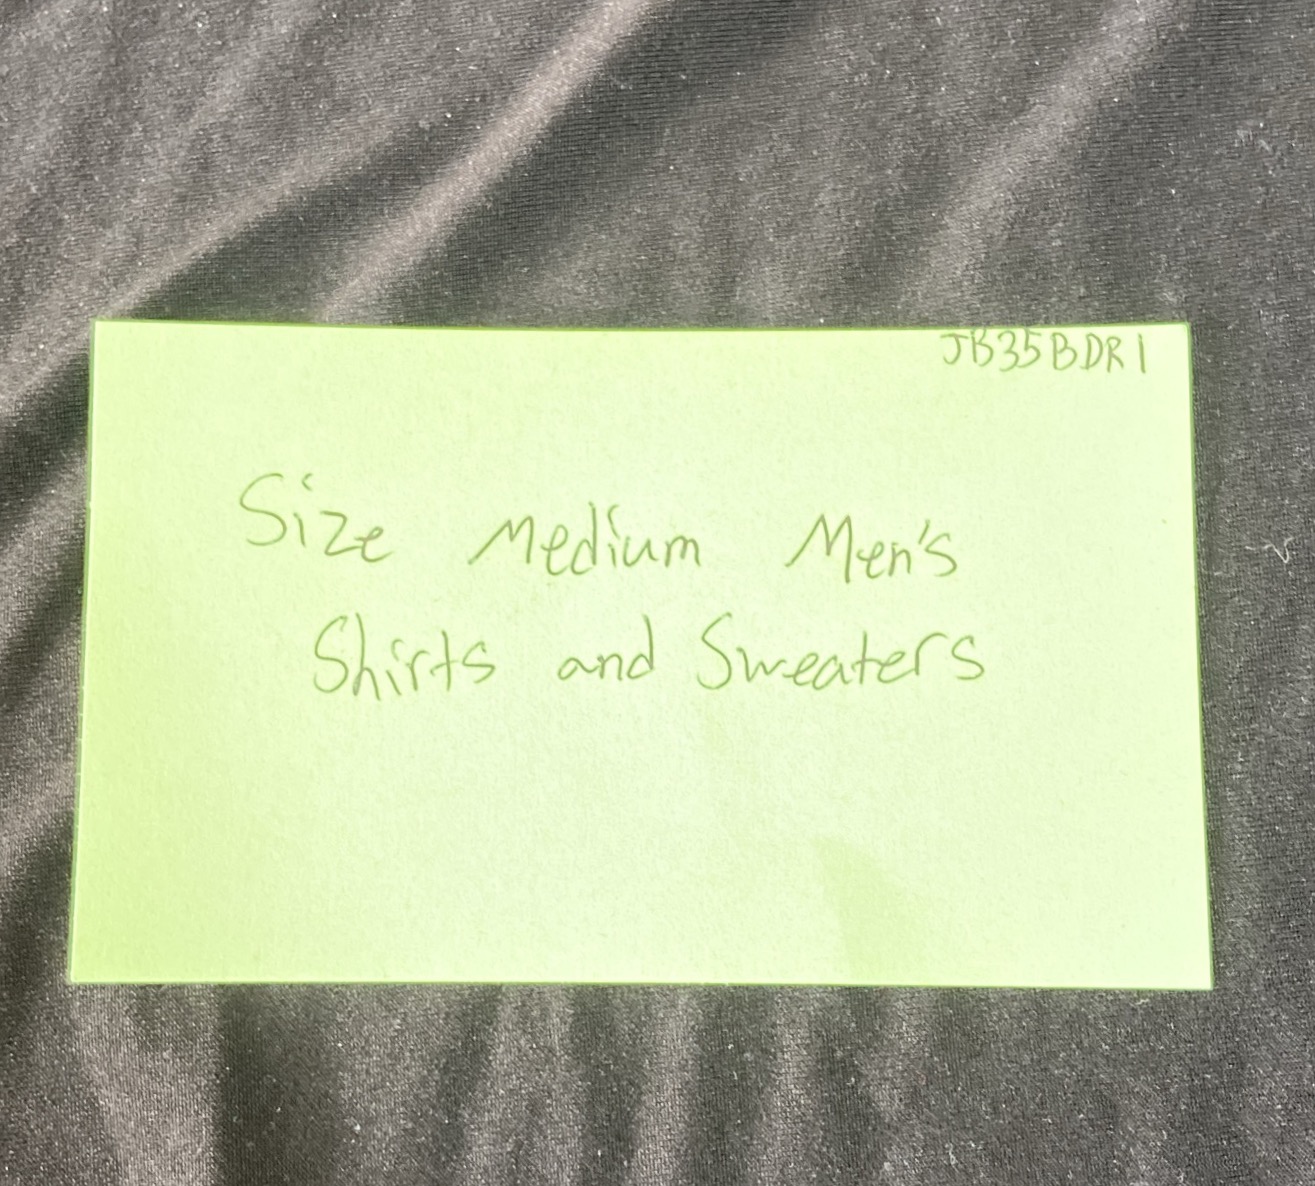 JB35BDR1
Size Medium Men's
Shirts and Sweaters